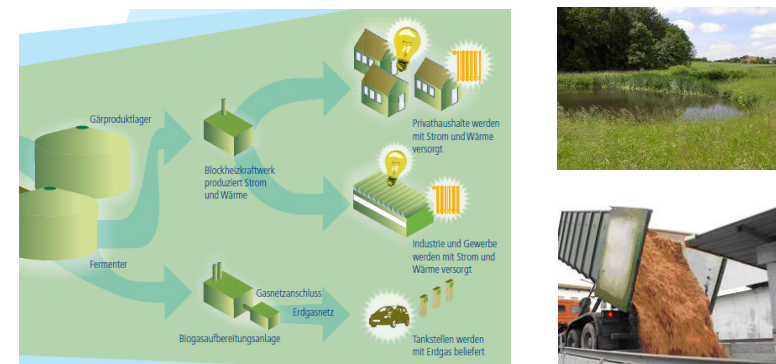 Gärproduktlager
Blockheizkraftwerk
produziert Strom
und Wärme
Privathaushalte werden
mit Strom und Wärme
versorgt
Industrie und Gewerbe
werden mit Strom und
Wärme versorgt
Fermenter
Gasnetzanschluss
Erdgasnetz
Biogasaufbereitungsanlage
Tankstellen werden
mit Erdgas beliefert